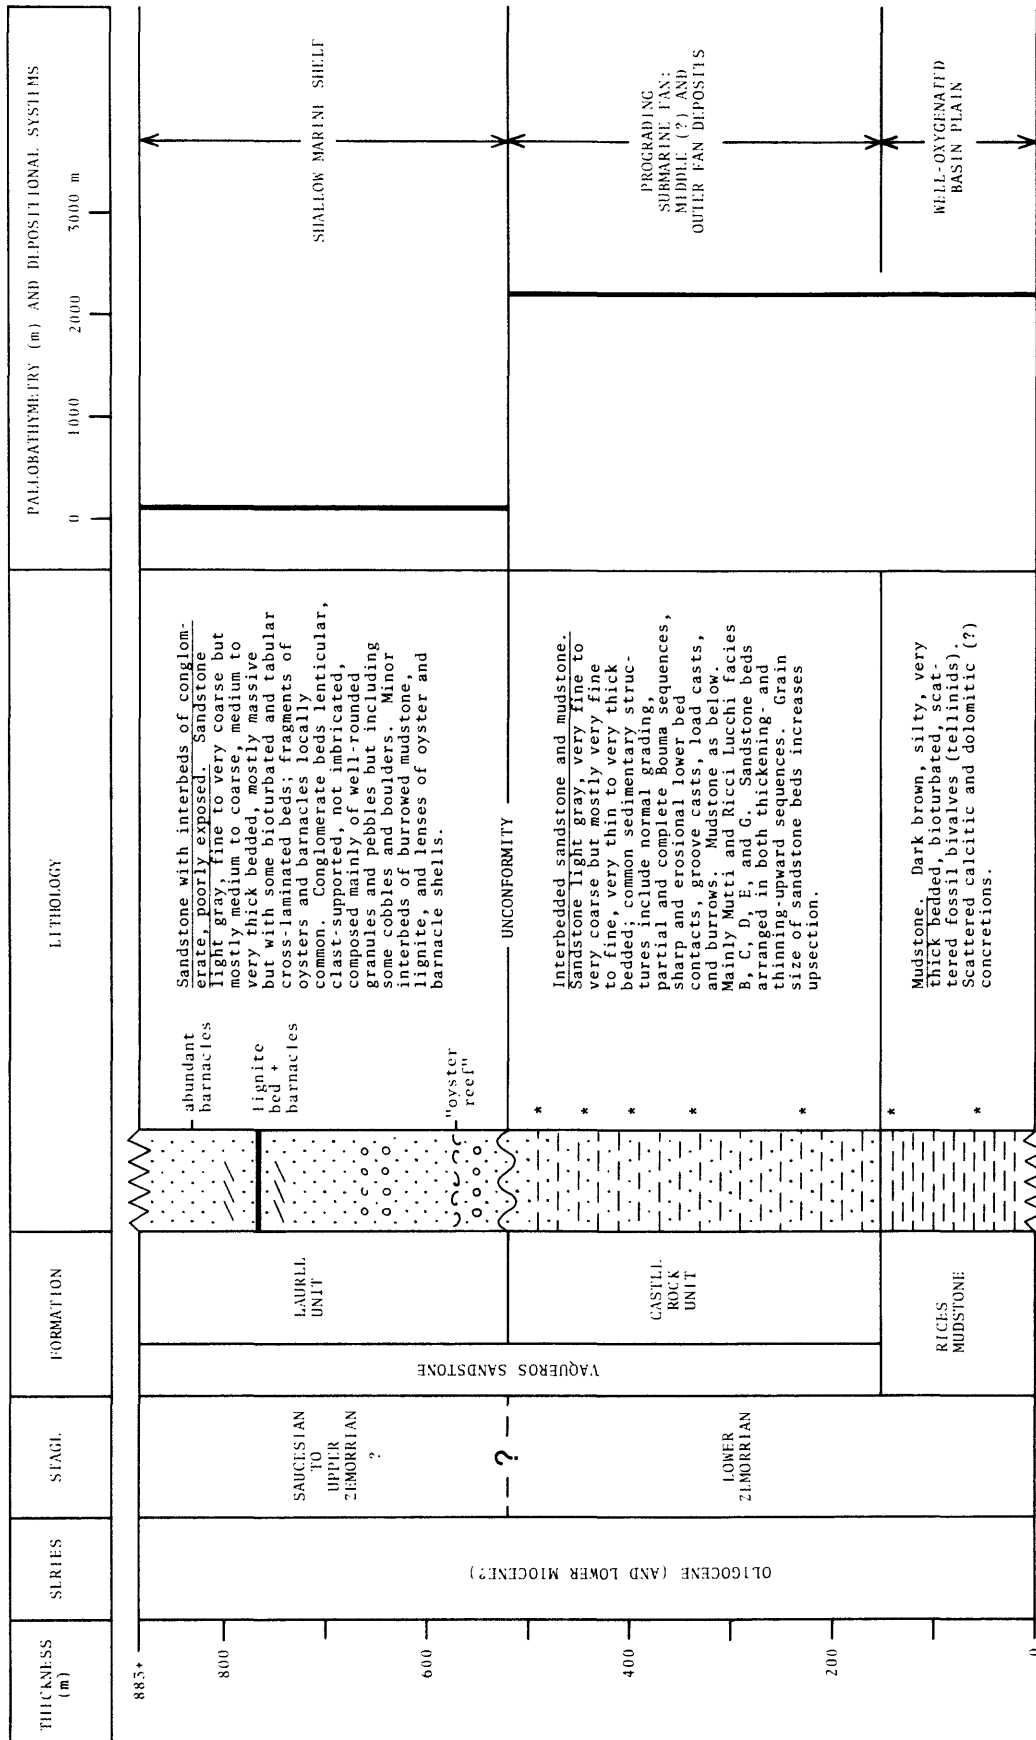 THICKNESS
(m)
SERIES
STAGE
FORMATION
LITHOLOGY
PALEOBATHYMETRY (m) AND DEPOSITIONAL SYSTEMS
0
1000
2000
3000 m
885+
800
600
400
200
0
OLIGOCENE (AND LOWER MIOCENE?)
SAUCESIAN
TO
UPPER
ZEMORRIAN
?
?
LOWER
ZEMORRIAN
VAQUEROS SANDSTONE
LAUREL
UNIT
CASTLE
ROCK
UNIT
RICES
MUDSTONE
abundant
barnacles
lignite
bed +
barnacles
"oyster
reef"
*
*
*
*
*
*
*
Sandstone with interbeds of conglom-
erate, poorly exposed. Sandstone
light gray, fine to very coarse but
mostly medium to coarse, medium to
very thick bedded, mostly massive
but with some bioturbated and tabular
cross-laminated beds; fragments of
oysters and barnacles locally
common. Conglomerate beds lenticular,
clast-supported, not imbricated,
composed mainly of well-rounded
granules and pebbles but including
some cobbles and boulders. Minor
interbeds of burrowed mudstone,
lignite, and lenses of oyster and
barnacle shells.
UNCONFORMITY
Interbedded sandstone and mudstone.
Sandstone light gray, very fine to
very coarse but mostly very fine
to fine, very thin to very thick
bedded; common sedimentary struc-
tures include normal grading,
partial and complete Bouma sequences,
sharp and erosional lower bed
contacts, groove casts, load casts,
and burrows. Mudstone as below.
Mainly Mutti and Ricci Lucchi facies
B, C, D, E, and G. Sandstone beds
arranged in both thickening- and
thinning-upward sequences. Grain
size of sandstone beds increases
upsection.
Mudstone. Dark brown, silty, very
thick bedded, bioturbated, scat-
tered fossil bivalves (tellinids).
Scattered calcitic and dolomitic (?)
concretions.
SHALLOW MARINE SHELF
PROGRADING
SUBMARINE FAN:
MIDDLE (?) AND
OUTER FAN DEPOSITS
WELL-OXYGENATED
BASIN PLAIN